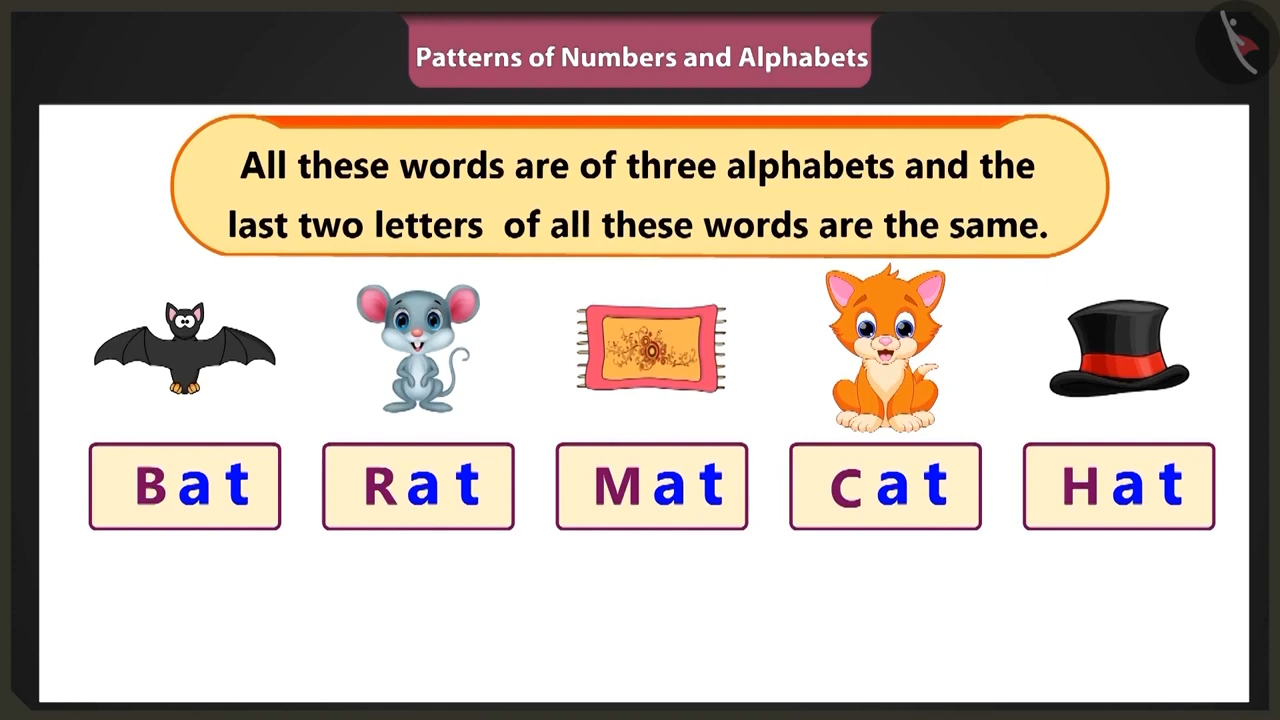 Patterns of Numbers and Alphabets
All these words are of three alphabets and the
last two letters of all these words are the same.
Bat Rat Mat Cat Hat